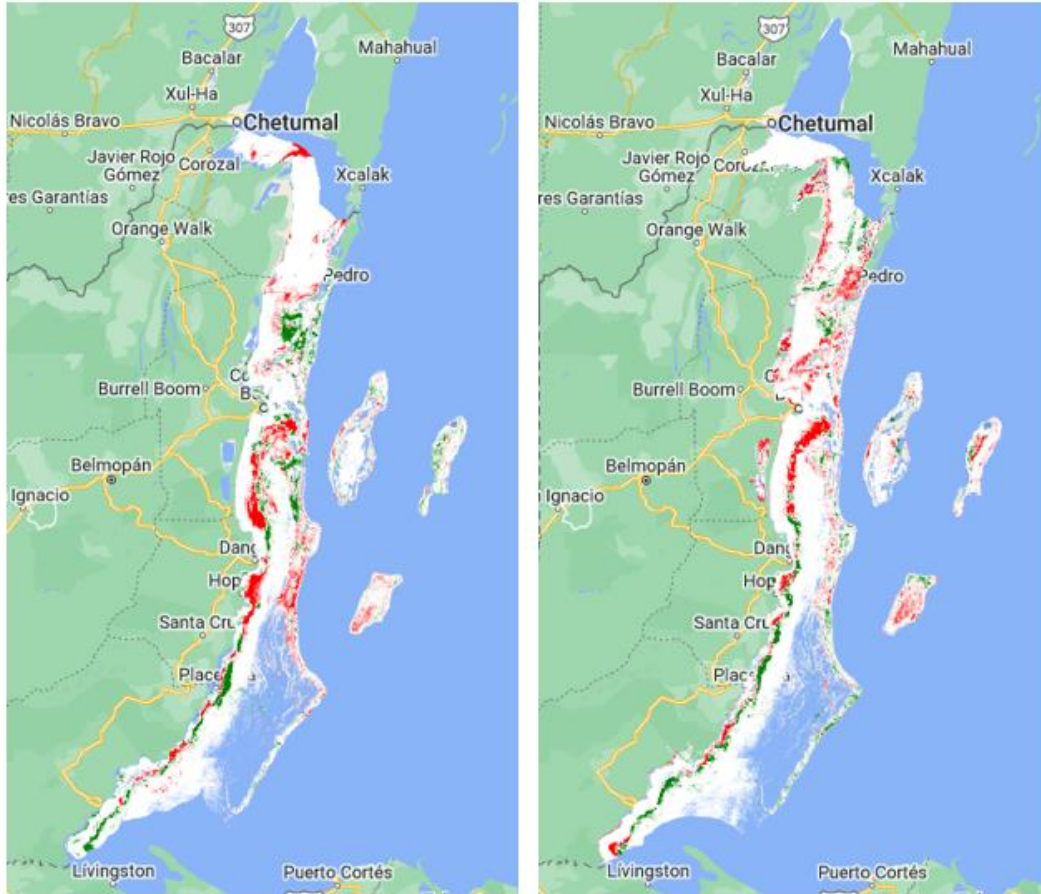 307
Mahahual
Bacalar
Xul-Ha
Nicolás Bravo
Chetumal
Javier Rojo
Gómez
Corozal
Xcalak
res Garantías
Orange Walk
Pedro
Burrell Boom
Belmopán
Ignacio
Dang
Hop
Santa Cru
Place
Lívingston
Puerto Cortés
307
Mahahual
Bacalar
Xul-Ha
Nicolás Bravo
Chetumal
Javier Rojo
Gómez
Xcalak
res Garantías
Orange Walk
Pedro
Burrell Boom
Belmopán
n Ignacio
Dang
Hop
Santa Cru
Place
Lívingston
Puerto Cortés